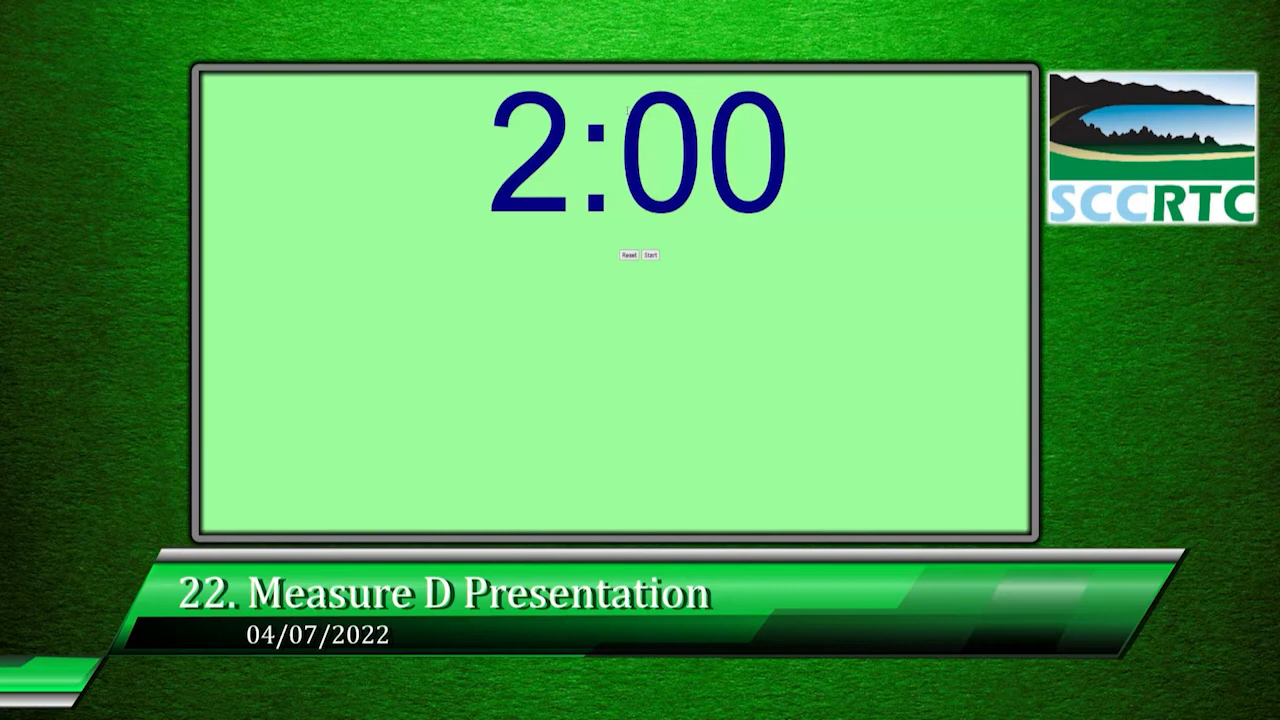 2:00
SCCRTC
Reset Start
22. Measure D Presentation
04/07/2022